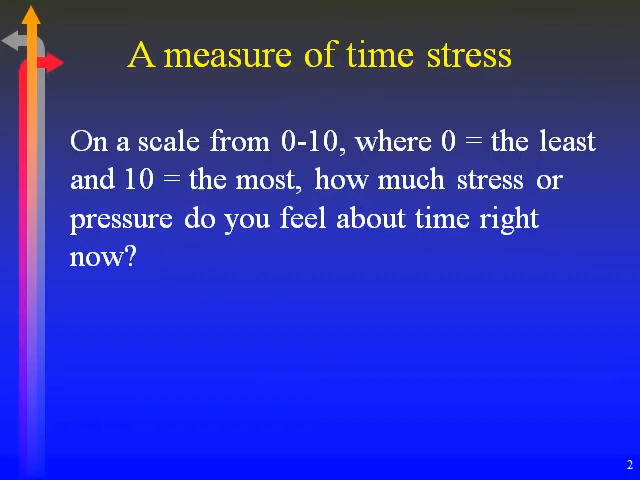 A measure of time stress
On a scale from 0-10, where 0 = the least
and 10 = the most, how much stress or
pressure do you feel about time right
now?
2